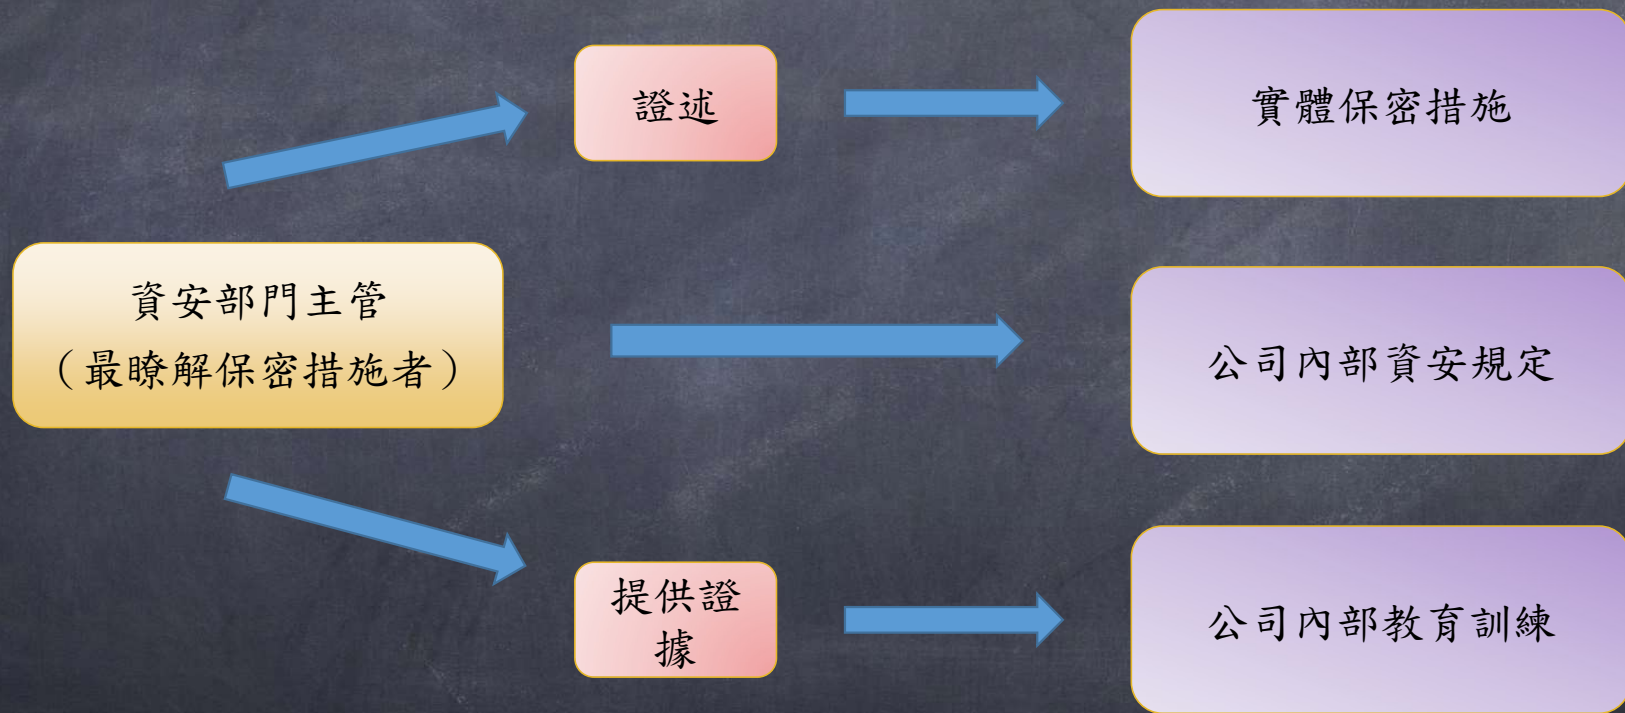 證述
實體保密措施
資安部門主管
（最瞭解保密措施者）
公司內部資安規定
提供證
據
公司內部教育訓練